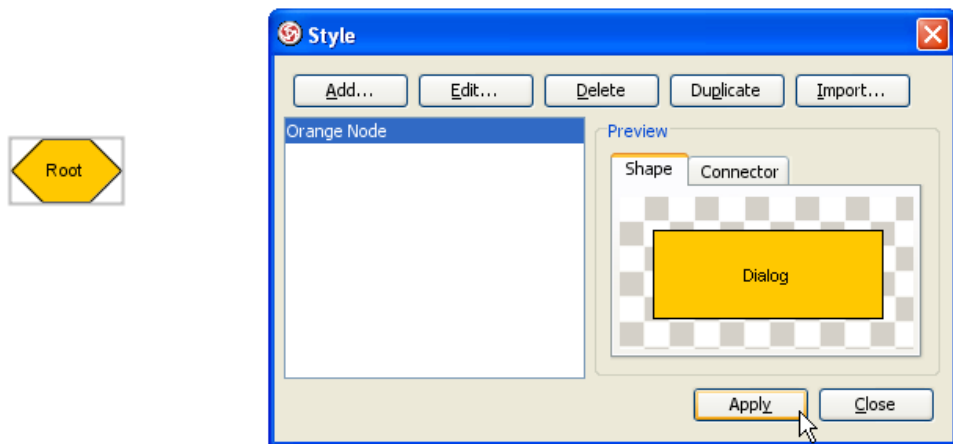 Style
Add... Edit... Delete Duplicate Import...
Orange Node
Preview
Shape Connector
Root
Dialog
Apply Close